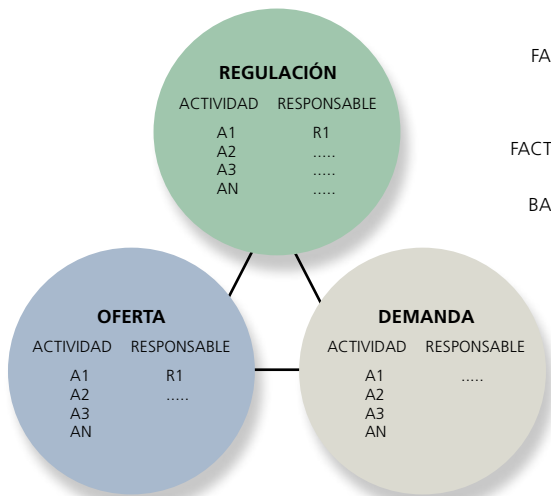 REGULACIÓN
ACTIVIDAD RESPONSABLE
A1 R1
A2 .....
A3 .....
AN .....
FA
FACT
BA
OFERTA
ACTIVIDAD RESPONSABLE
A1 R1
A2 .....
A3
AN
DEMANDA
ACTIVIDAD RESPONSABLE
A1 .....
A2
A3
AN